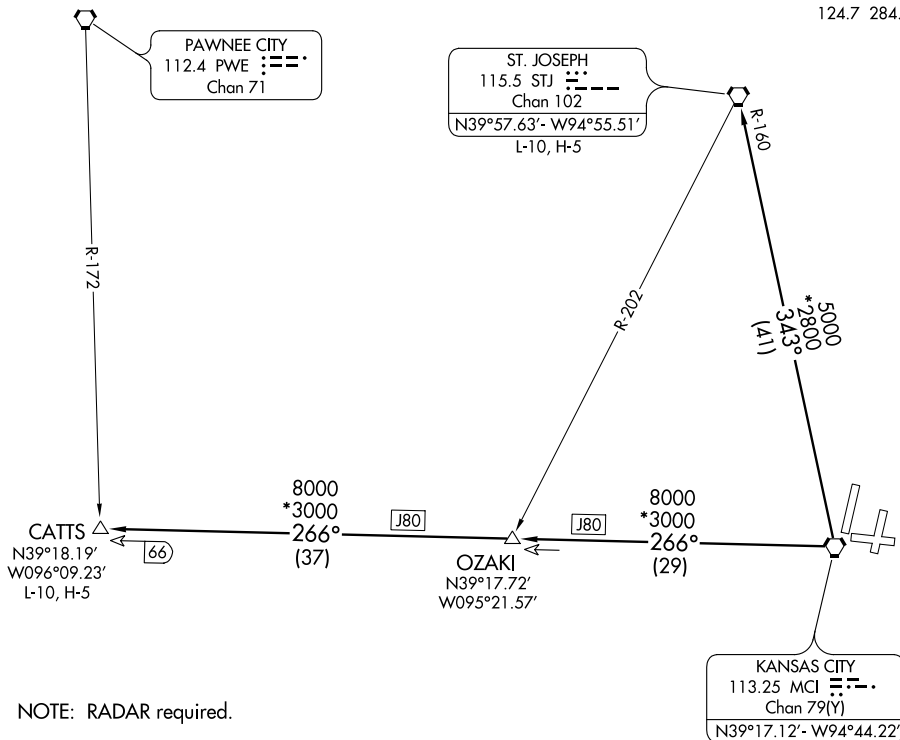 124.7 284.
PAWNEE CITY
112.4 PWE
Chan 71
ST. JOSEPH
115.5 STJ
Chan 102
N39°57.63'- W94°55.51'
L-10, H-5
R-160
R-172
R-202
5000
*2800
343°
(41)
8000
*3000
266°
(37)
J80
8000
*3000
266°
(29)
J80
CATTS
N39°18.19'
W096°09.23'
L-10, H-5
66
OZAKI
N39°17.72'
W095°21.57'
KANSAS CITY
113.25 MCI
Chan 79(Y)
N39°17.12'- W94°44.22'
NOTE: RADAR required.